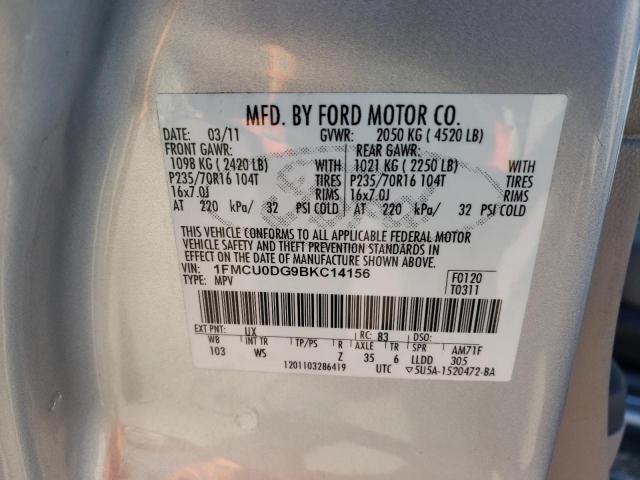 MFD. BY FORD MOTOR CO.
DATE: 03/11 GVWR: 2050 KG ( 4520 LB)
FRONT GAWR: REAR GAWR:
1098 KG ( 2420 LB) WITH 1021 KG ( 2250 LB) WITH
P235/70R16 104T TIRES P235/70R16 104T TIRES
16x7.0J RIMS 16x7.0J RIMS
AT 220 kPa/ 32 PSI COLD AT 220 kPa/ 32 PSI COLD
THIS VEHICLE CONFORMS TO ALL APPLICABLE FEDERAL MOTOR
VEHICLE SAFETY AND THEFT PREVENTION STANDARDS IN
EFFECT ON THE DATE OF MANUFACTURE SHOWN ABOVE.
VIN: 1FMCU0DG9BKC14156 F0120
TYPE: MPV T0311
EXT PNT: UX RC: 83 DSO:
WB INT TR TP/PS R AXLE TR SPR AM71F
103 WS Z 35 6 LLDD 305
1201103286419 UTC ▽5U5A-1520472-BA